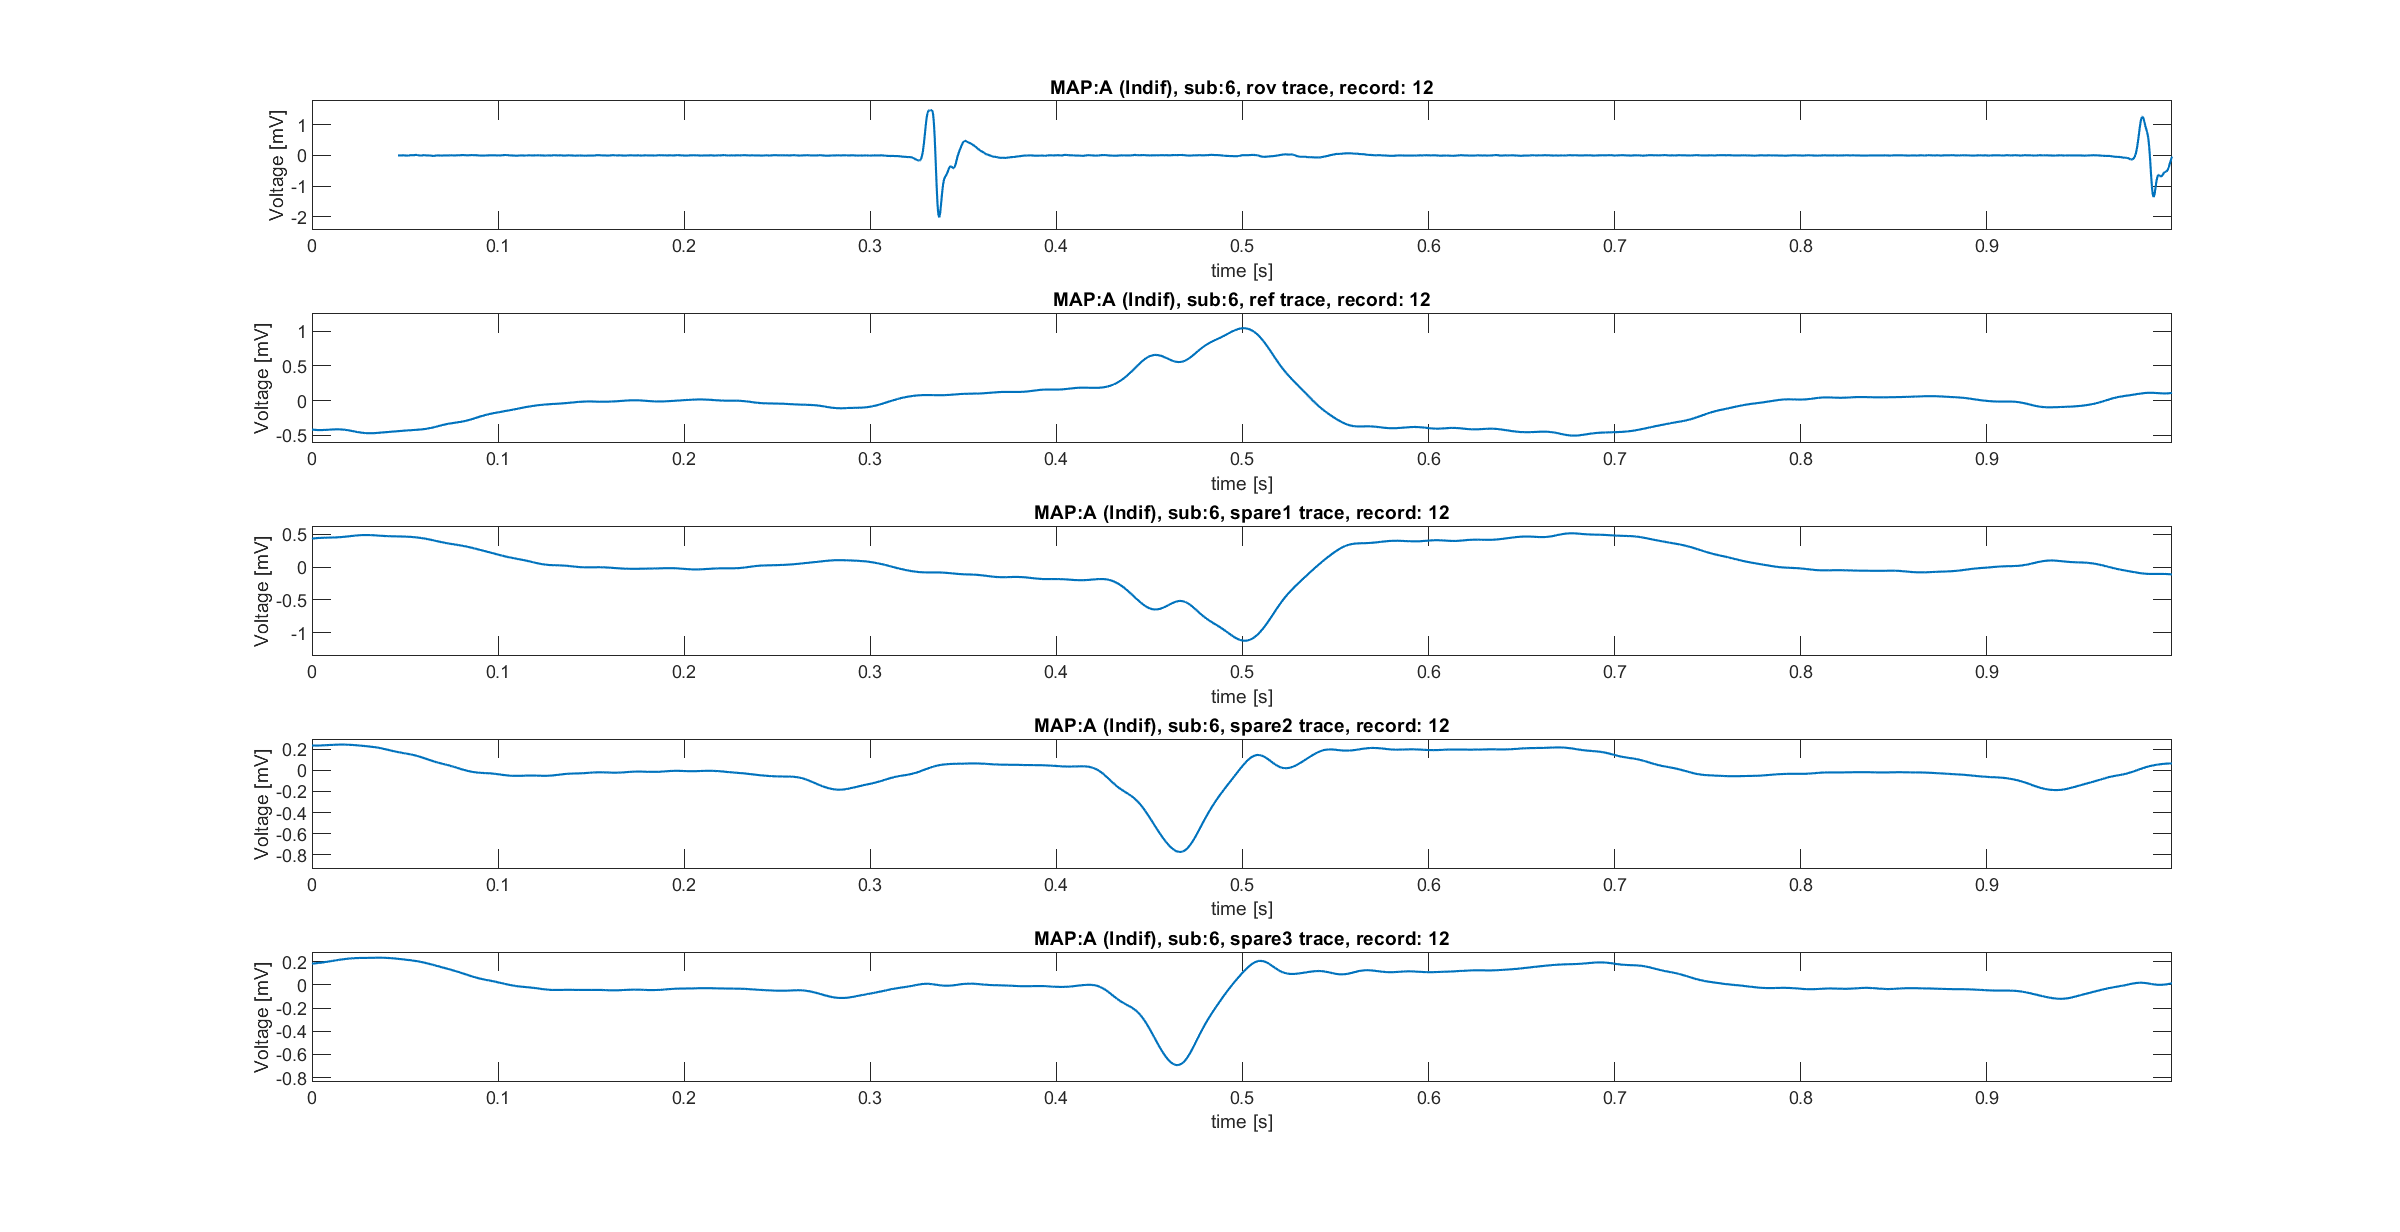 MAP:A (Indif), sub:6, rov trace, record: 12
Voltage [mV]
1
0
-1
-2
0 0.1 0.2 0.3 0.4 0.5 0.6 0.7 0.8 0.9
time [s]
MAP:A (Indif), sub:6, ref trace, record: 12
Voltage [mV]
1
0.5
0
-0.5
0 0.1 0.2 0.3 0.4 0.5 0.6 0.7 0.8 0.9
time [s]
MAP:A (Indif), sub:6, spare1 trace, record: 12
Voltage [mV]
0.5
0
-0.5
-1
0 0.1 0.2 0.3 0.4 0.5 0.6 0.7 0.8 0.9
time [s]
MAP:A (Indif), sub:6, spare2 trace, record: 12
Voltage [mV]
0.2
0
-0.2
-0.4
-0.6
-0.8
0 0.1 0.2 0.3 0.4 0.5 0.6 0.7 0.8 0.9
time [s]
MAP:A (Indif), sub:6, spare3 trace, record: 12
Voltage [mV]
0.2
0
-0.2
-0.4
-0.6
-0.8
0 0.1 0.2 0.3 0.4 0.5 0.6 0.7 0.8 0.9
time [s]